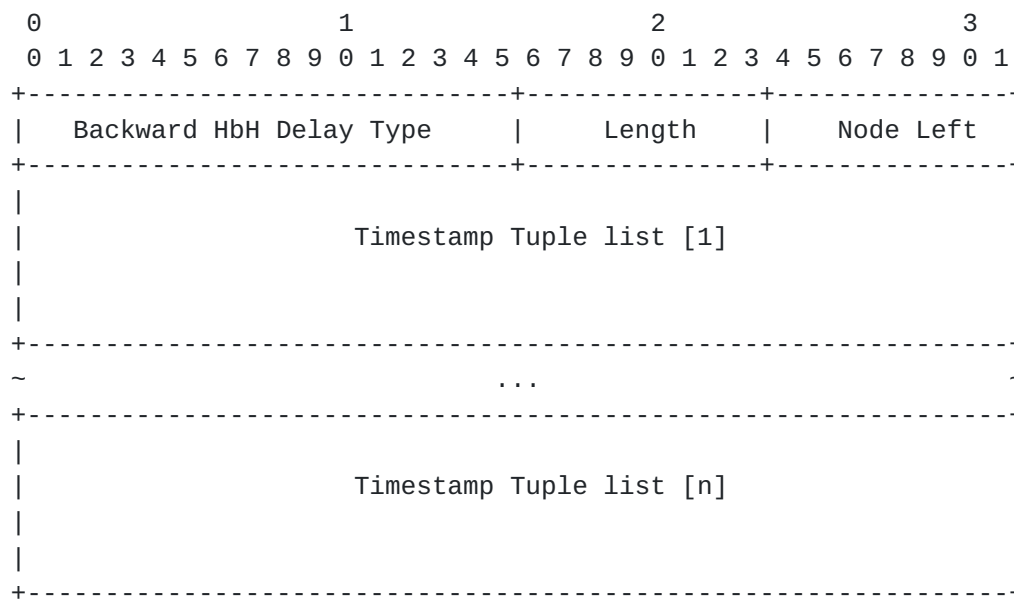 0                   1                   2                   3
 0 1 2 3 4 5 6 7 8 9 0 1 2 3 4 5 6 7 8 9 0 1 2 3 4 5 6 7 8 9 0 1
+-------------------------------+---------------+---------------+
|   Backward HbH Delay Type     |     Length    |    Node Left
+-------------------------------+---------------+---------------+
|
|                     Timestamp Tuple list [1]
|
|
+---------------------------------------------------------------+
~                              ...                              ~
+---------------------------------------------------------------+
|
|                     Timestamp Tuple list [n]
|
|
+---------------------------------------------------------------+